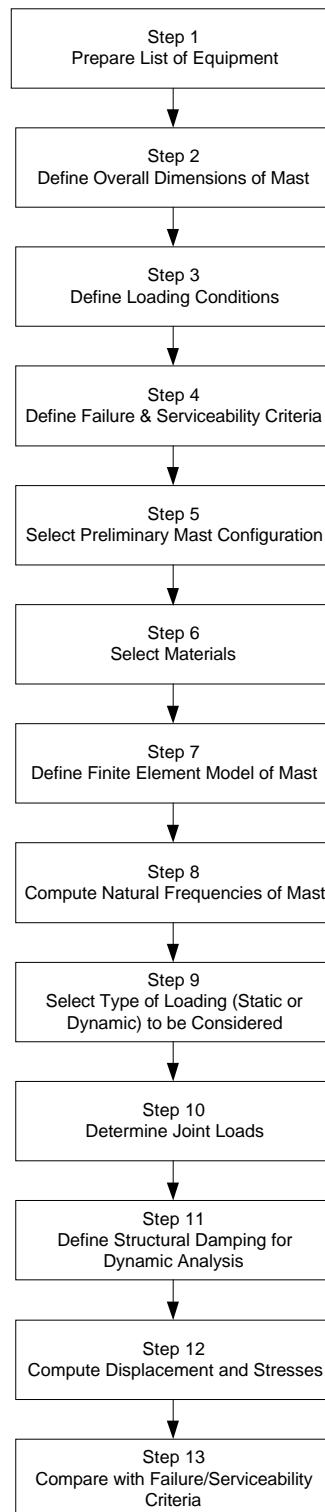 Step 1
Prepare List of Equipment
Step 2
Define Overall Dimensions of Mast
Step 3
Define Loading Conditions
Step 4
Define Failure & Serviceability Criteria
Step 5
Select Preliminary Mast Configuration
Step 6
Select Materials
Step 7
Define Finite Element Model of Mast
Step 8
Compute Natural Frequencies of Mast
Step 9
Select Type of Loading (Static or
Dynamic) to be Considered
Step 10
Determine Joint Loads
Step 11
Define Structural Damping for
Dynamic Analysis
Step 12
Compute Displacement and Stresses
Step 13
Compare with Failure/Serviceability
Criteria